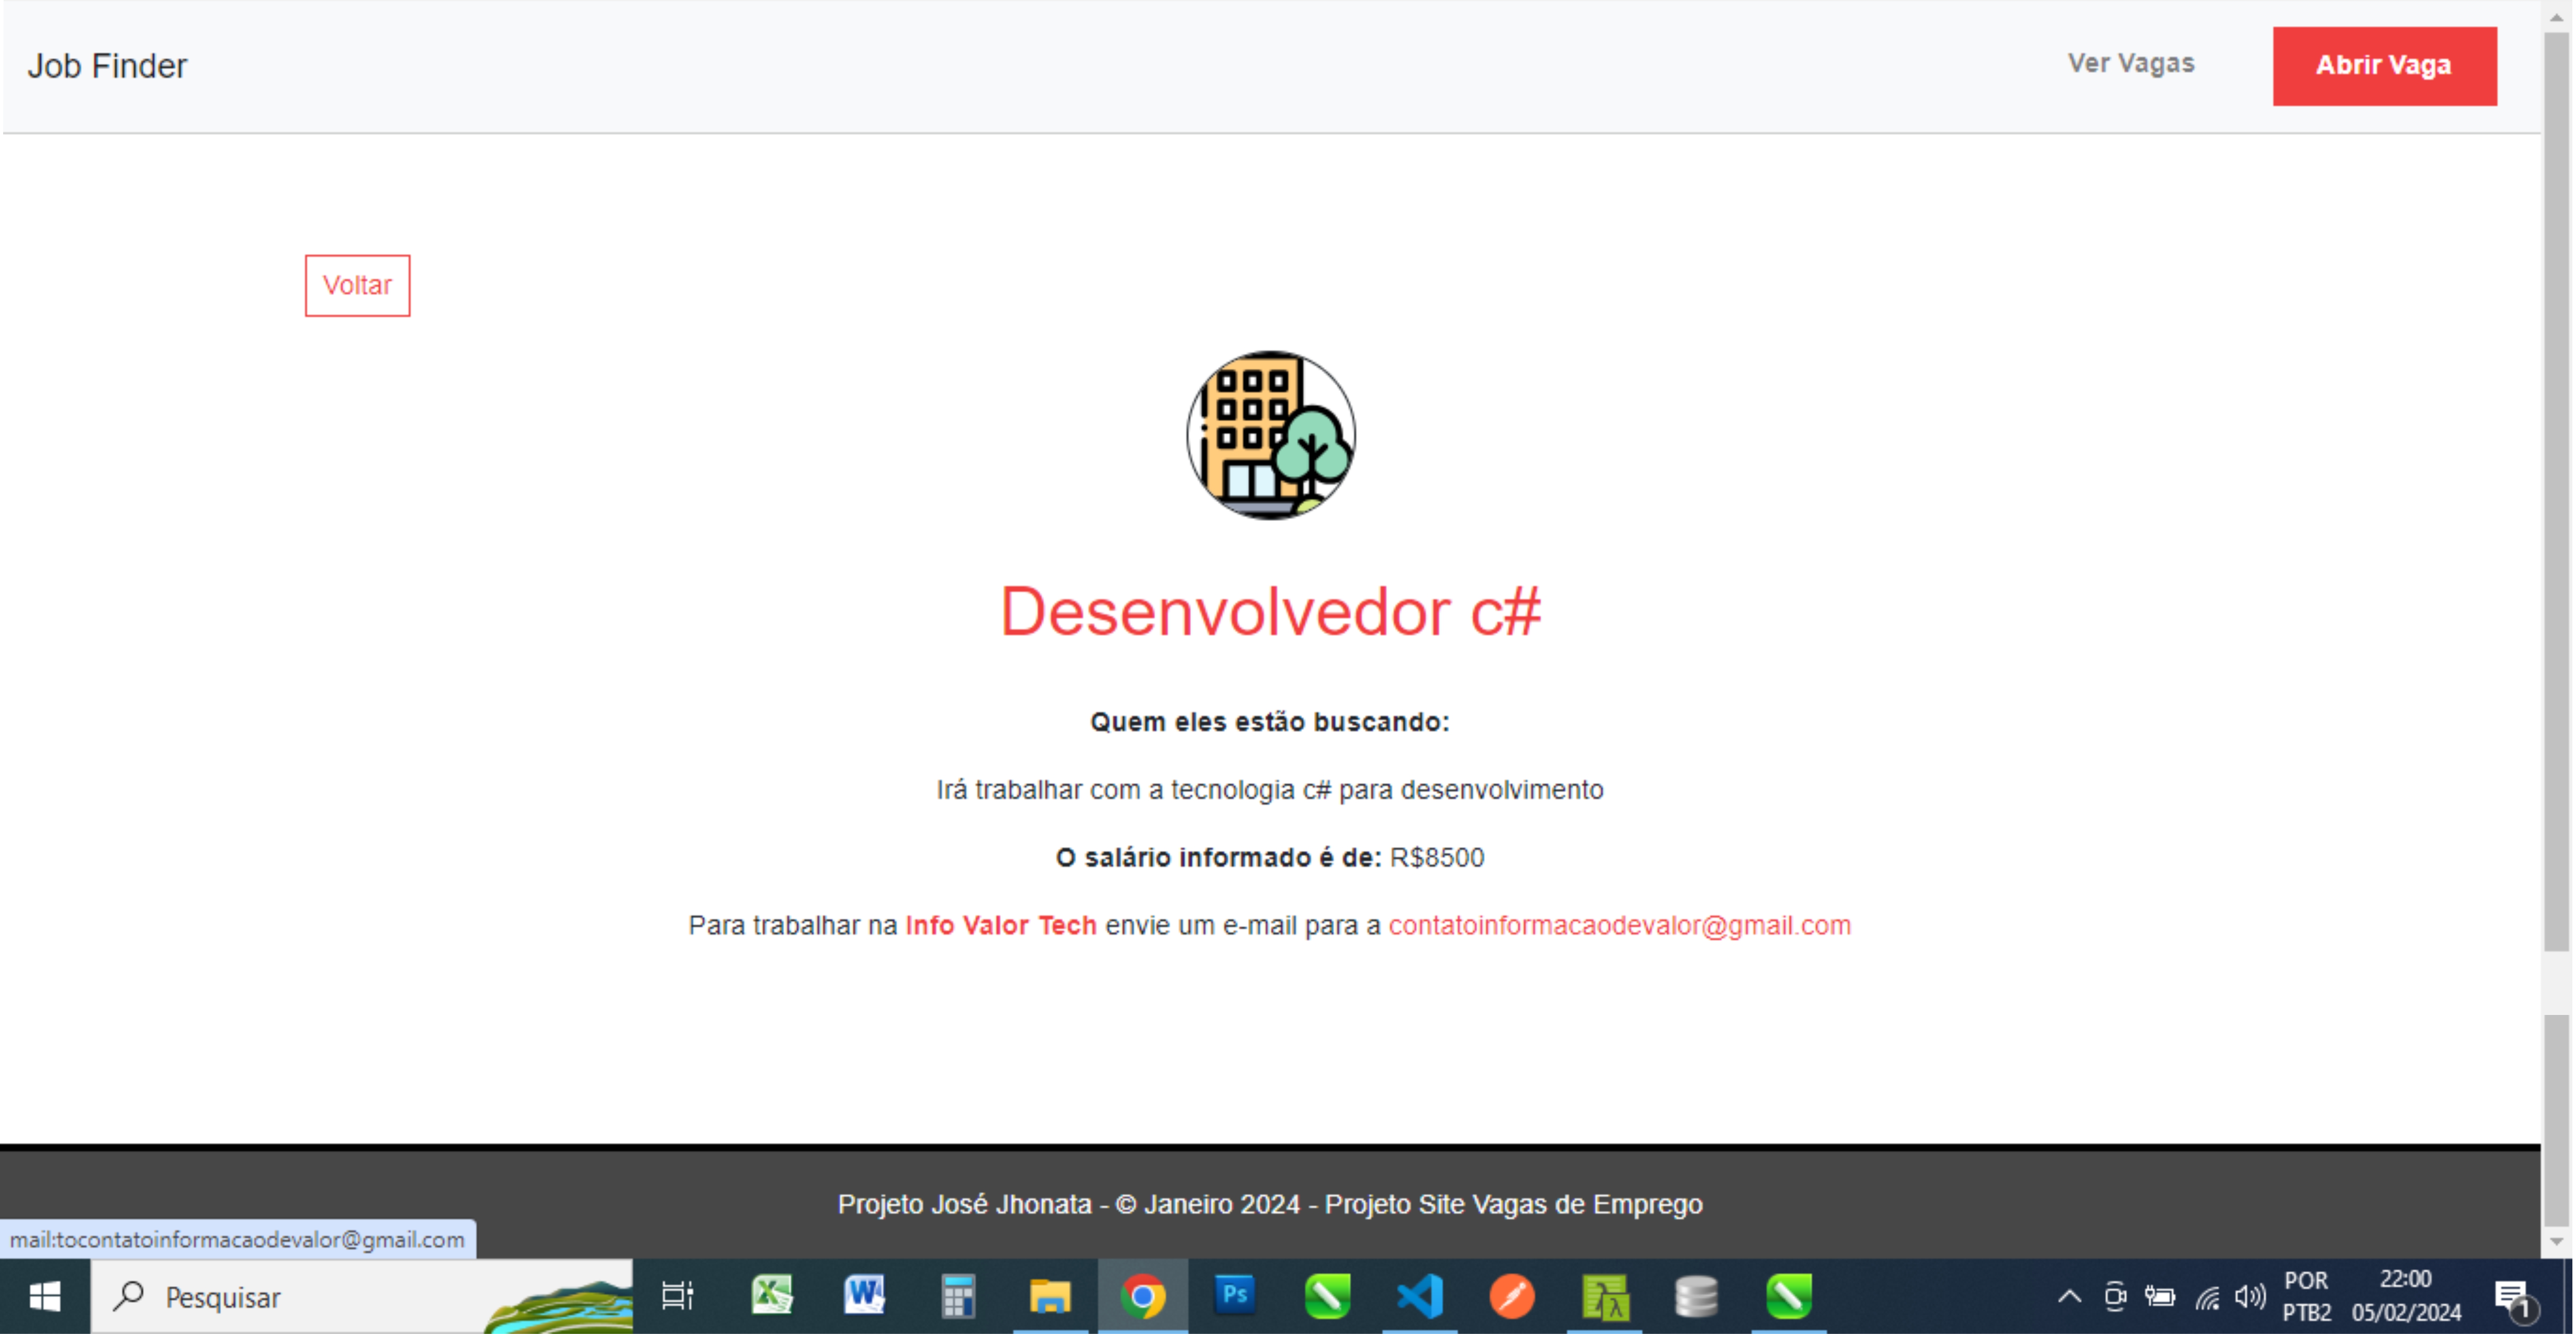 Job Finder
Ver Vagas
Abrir Vaga
Voltar
Desenvolvedor c#
Quem eles estão buscando:
Irá trabalhar com a tecnologia c# para desenvolvimento
O salário informado é de: R$8500
Para trabalhar na Info Valor Tech envie um e-mail para a contatoinformacaodevalor@gmail.com
Projeto José Jhonata - © Janeiro 2024 - Projeto Site Vagas de Emprego
mail:tocontatoinformacaodevalor@gmail.com
Pesquisar
Ps
POR
PTB2
22:00
05/02/2024
1